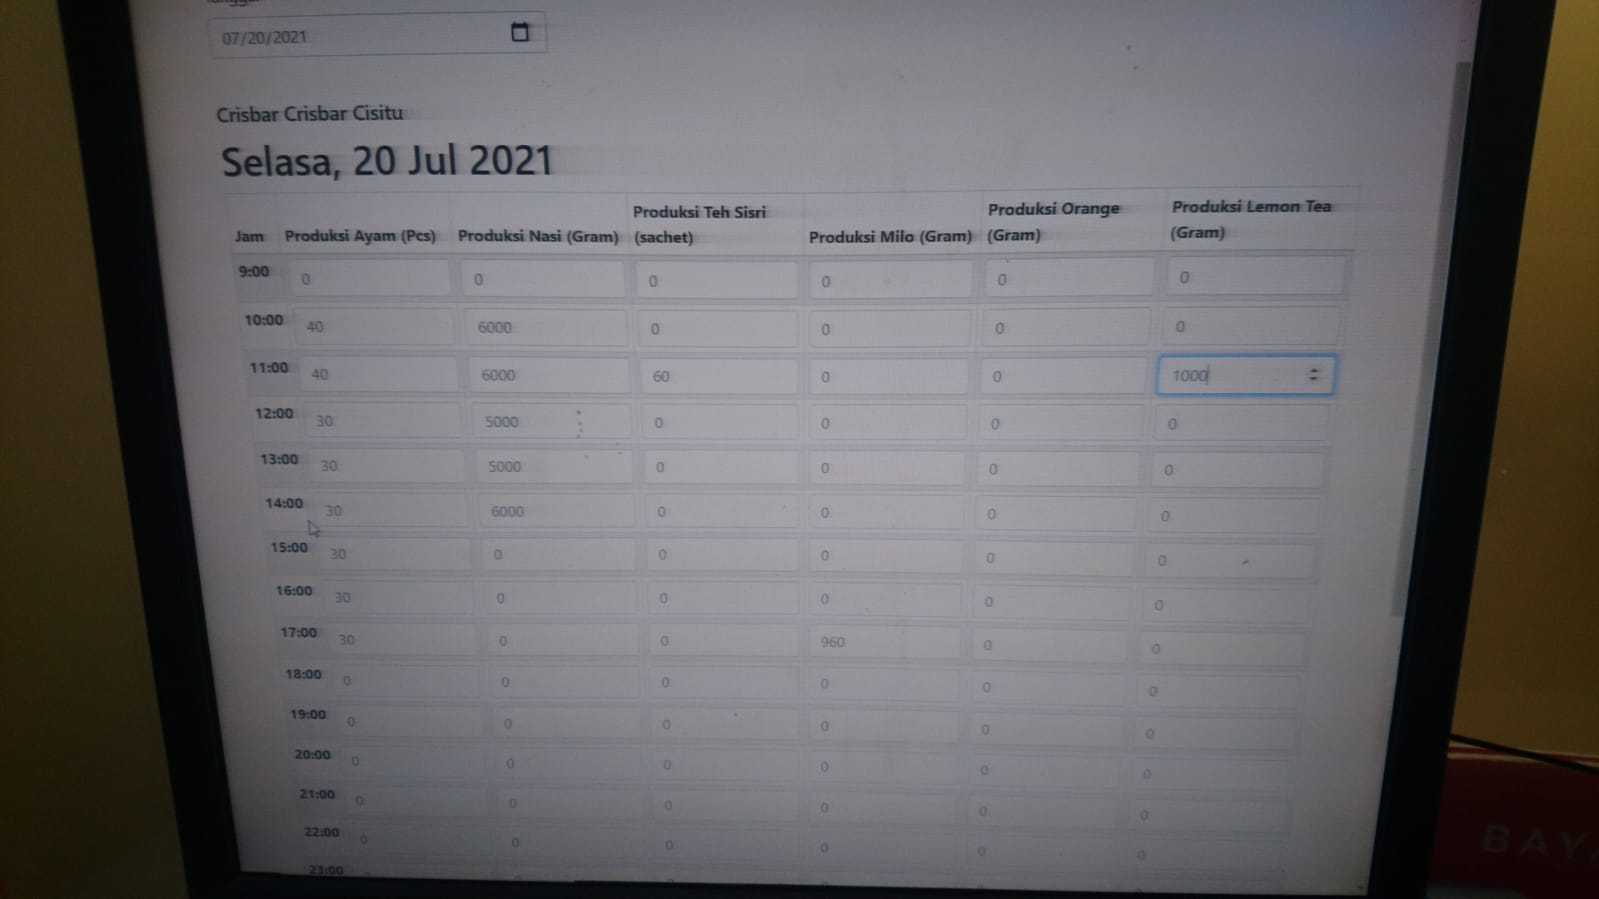 07/20/2021
Crisbar Crisbar Cisitu
Selasa, 20 Jul 2021
Jam Produksi Ayam (Pcs) Produksi Nasi (Gram) Produksi Teh Sisri (sachet) Produksi Milo (Gram) Produksi Orange (Gram) Produksi Lemon Tea (Gram)
9:00 0 0 0 0 0 0
10:00 40 6000 0 0 0 0
11:00 40 6000 60 0 0 1000
12:00 30 5000 0 0 0 0
13:00 30 5000 0 0 0 0
14:00 30 6000 0 0 0 0
15:00 30 0 0 0 0 0
16:00 30 0 0 0 0 0
17:00 30 0 0 960 0 0
18:00 0 0 0 0 0 0
19:00 0 0 0 0 0 0
20:00 0 0 0 0 0 0
21:00 0 0 0 0 0 0
22:00 0 0 0 0 0 0
23:00